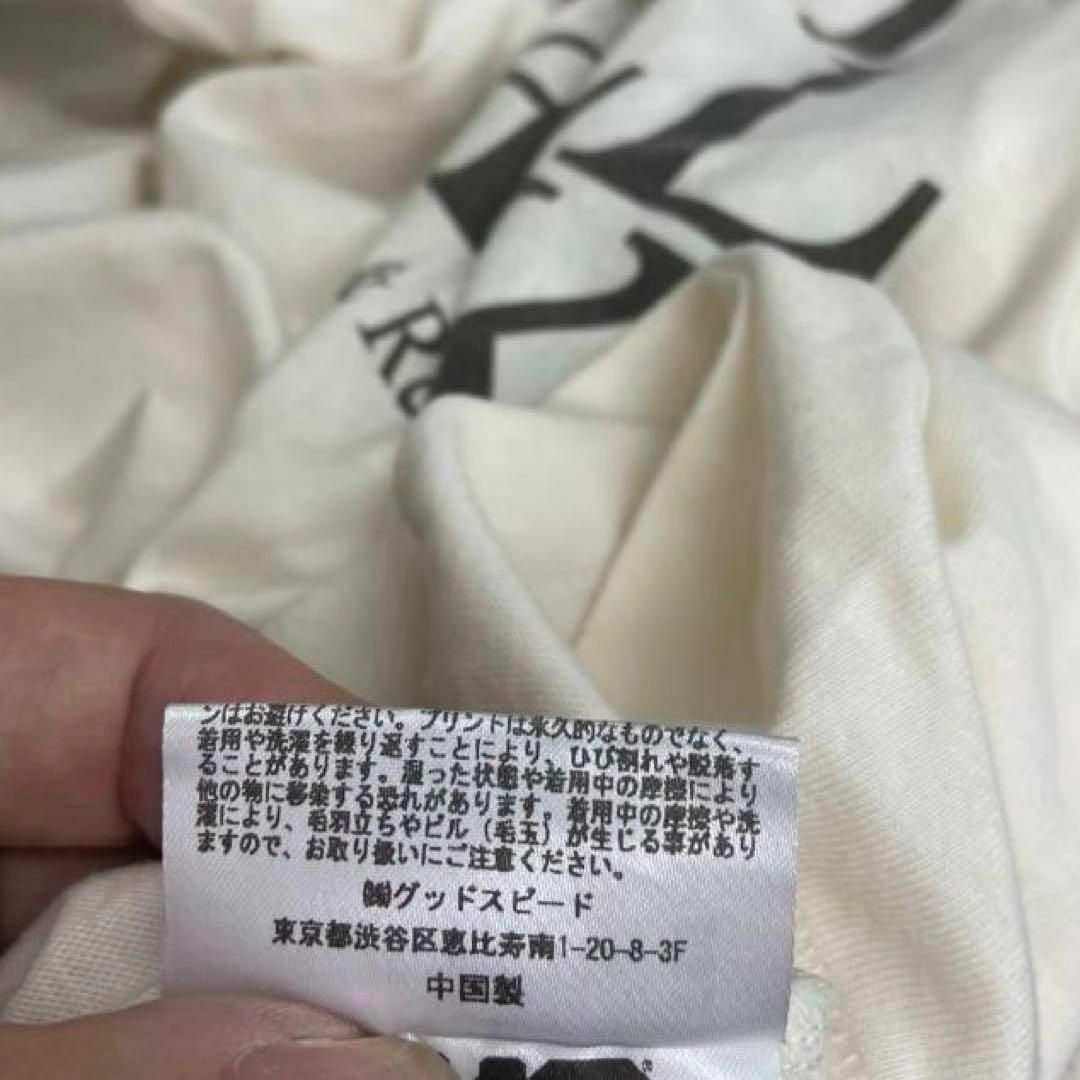 Re
ンはお避けください。プリントは永久的なものでなく、
着用や洗濯を繰り返すことにより、ひび割れや脱落す
ることがあります。湿った状態や着用中の摩擦により
他の物に移染する恐れがあります。着用中の摩擦や洗
濯により、毛羽立ちやピル（毛玉）が生じる事があり
ますので、お取り扱いにご注意ください。
㈱グッドスピード
東京都渋谷区恵比寿南1-20-8-3F
中国製